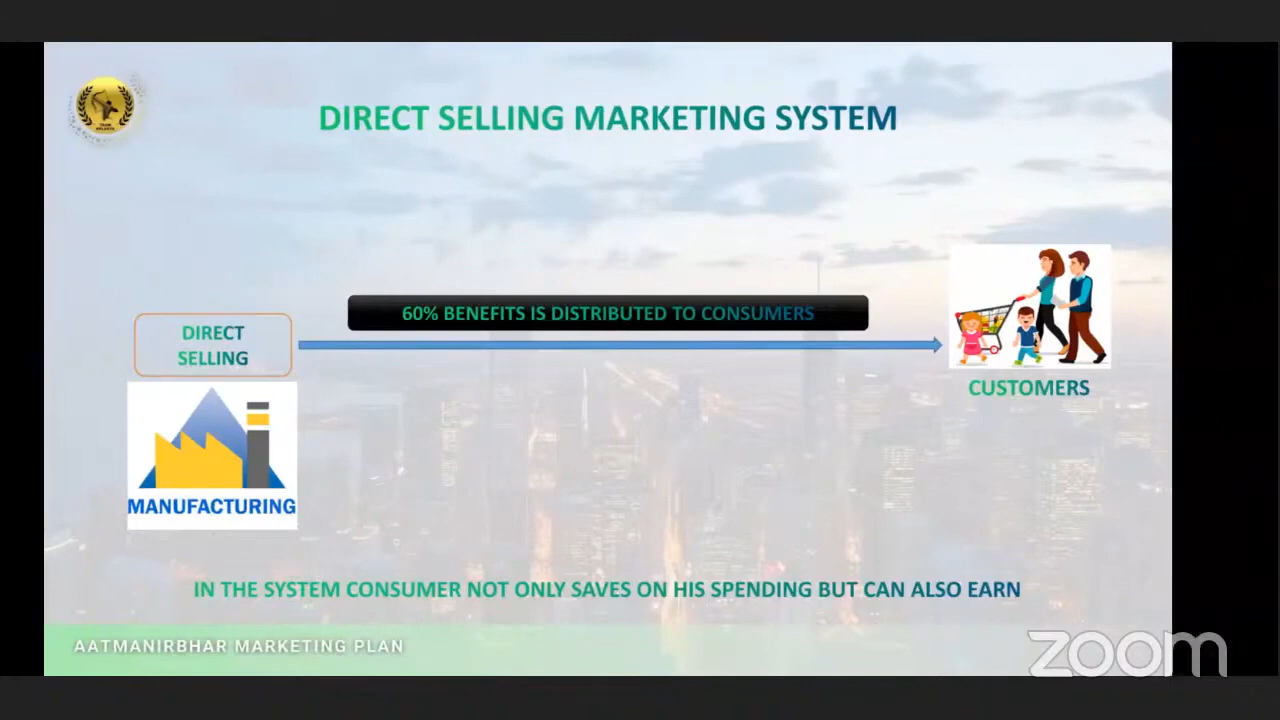 DIRECT SELLING MARKETING SYSTEM
60% BENEFITS IS DISTRIBUTED TO CONSUMERS
DIRECT
SELLING
CUSTOMERS
MANUFACTURING
IN THE SYSTEM CONSUMER NOT ONLY SAVES ON HIS SPENDING BUT CAN ALSO EARN
AATMANIRBHAR MARKETING PLAN
zoom